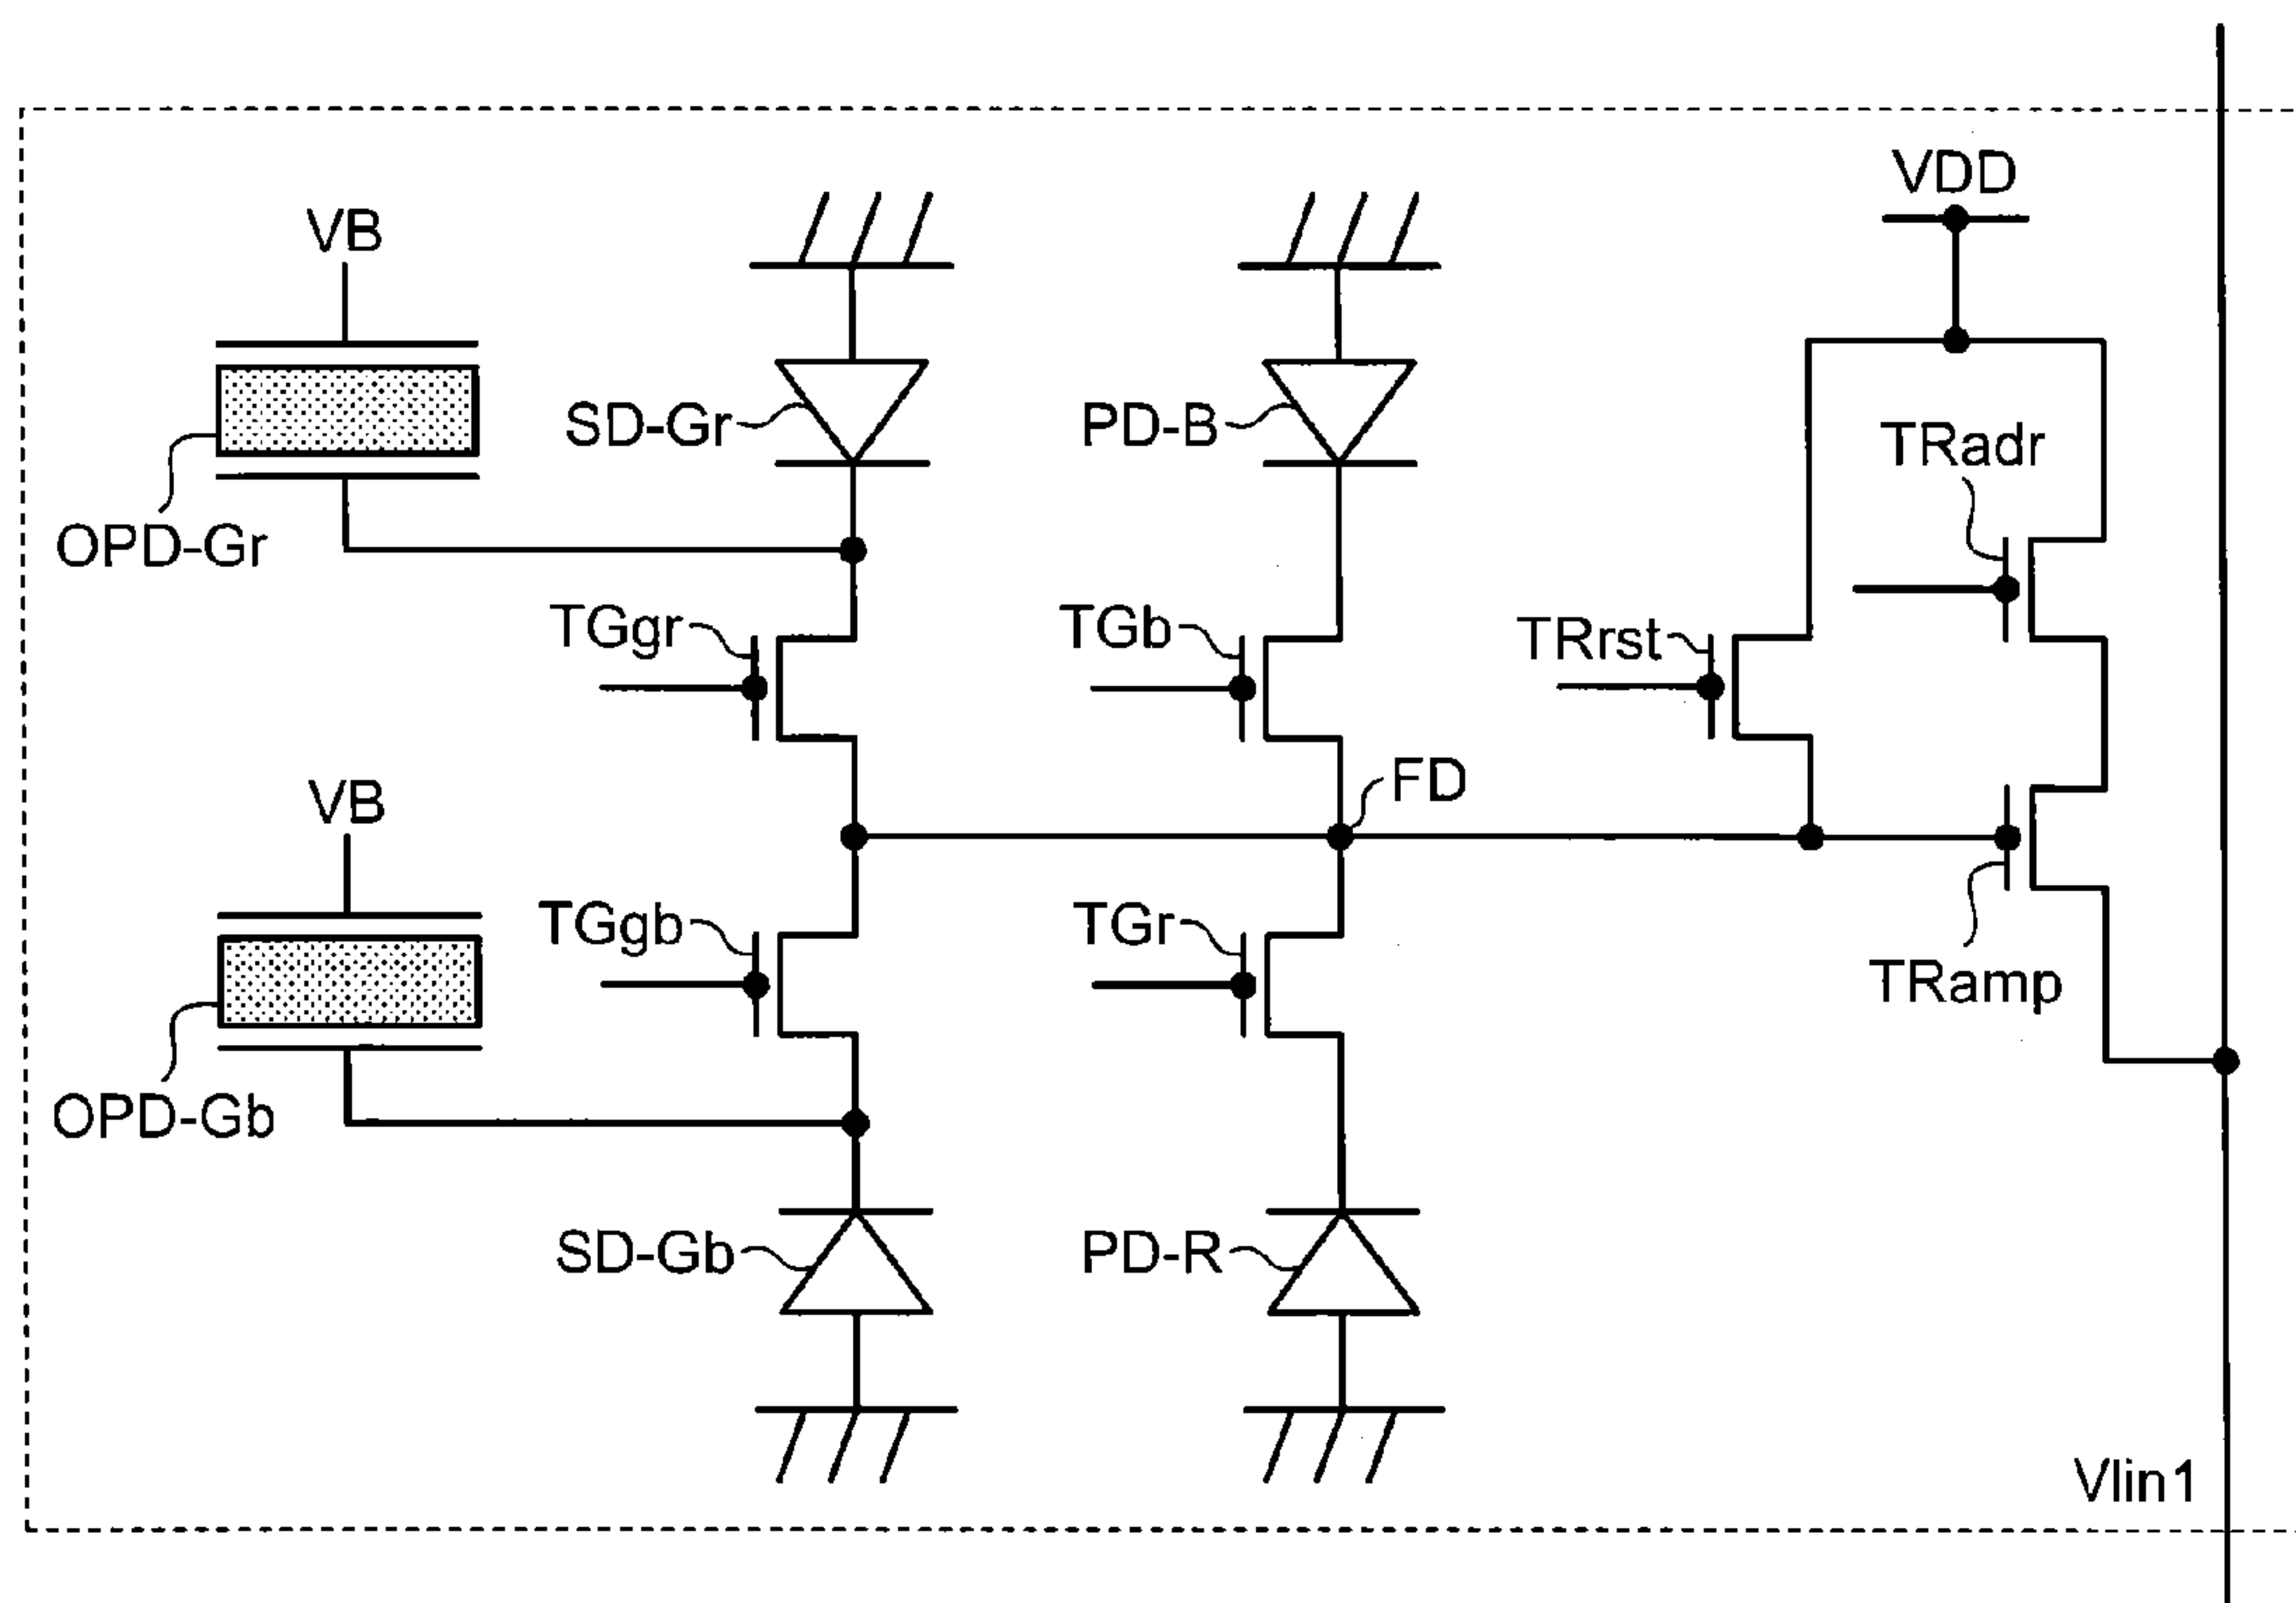 VDD
VB
SD-Gr
PD-B
TRadr
OPD-Gr
TGgr
TGb
TRrst
VB
FD
TGgb
TGr
TRamp
OPD-Gb
SD-Gb
PD-R
Vlin1